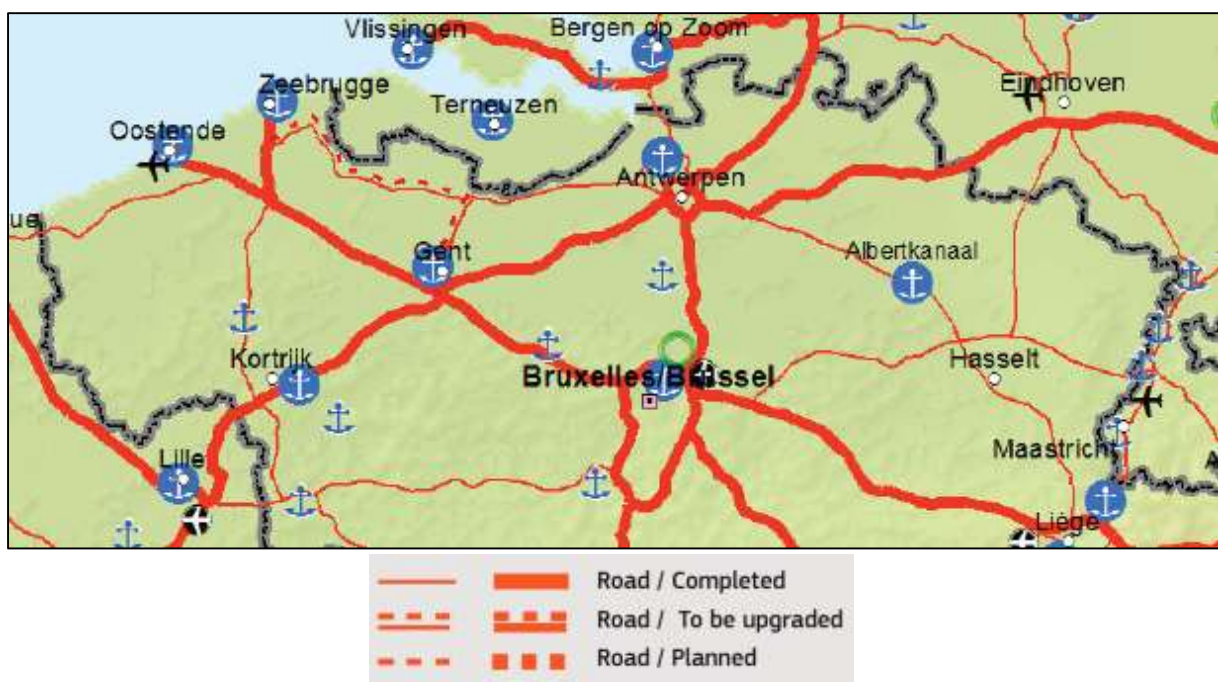 Vlissingen
Bergen op Zoom
Zeebrugge
Terneuzen
Eindhoven
Oostende
Antwerpen
ue
Gent
Albertkanaal
Kortrijk
Bruxelles/Brussel
Hasselt
Lille
Maastricht
A
Liège
Road / Completed
Road / To be upgraded
Road / Planned